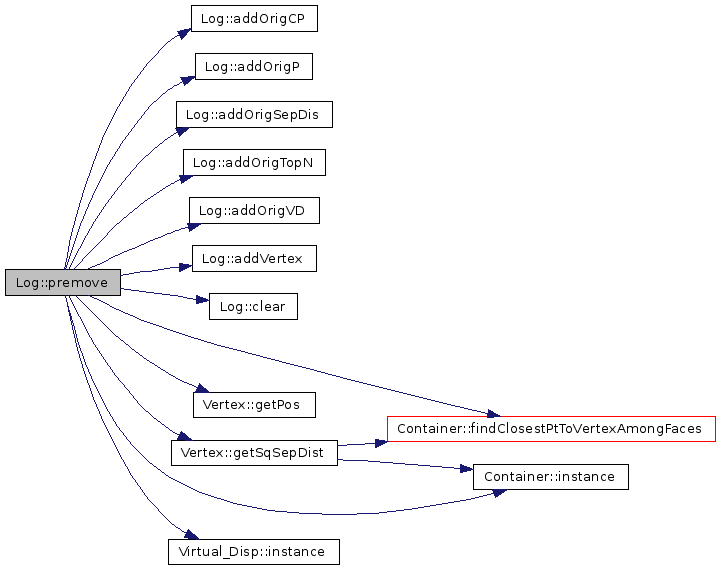 Log::addOrigCP
Log::addOrigP
Log::addOrigSepDis
Log::addOrigTopN
Log::addOrigVD
Log::addVertex
Log::premove
Log::clear
Vertex::getPos
Container::findClosestPtToVertexAmongFaces
Vertex::getSqSepDist
Container::instance
Virtual_Disp::instance